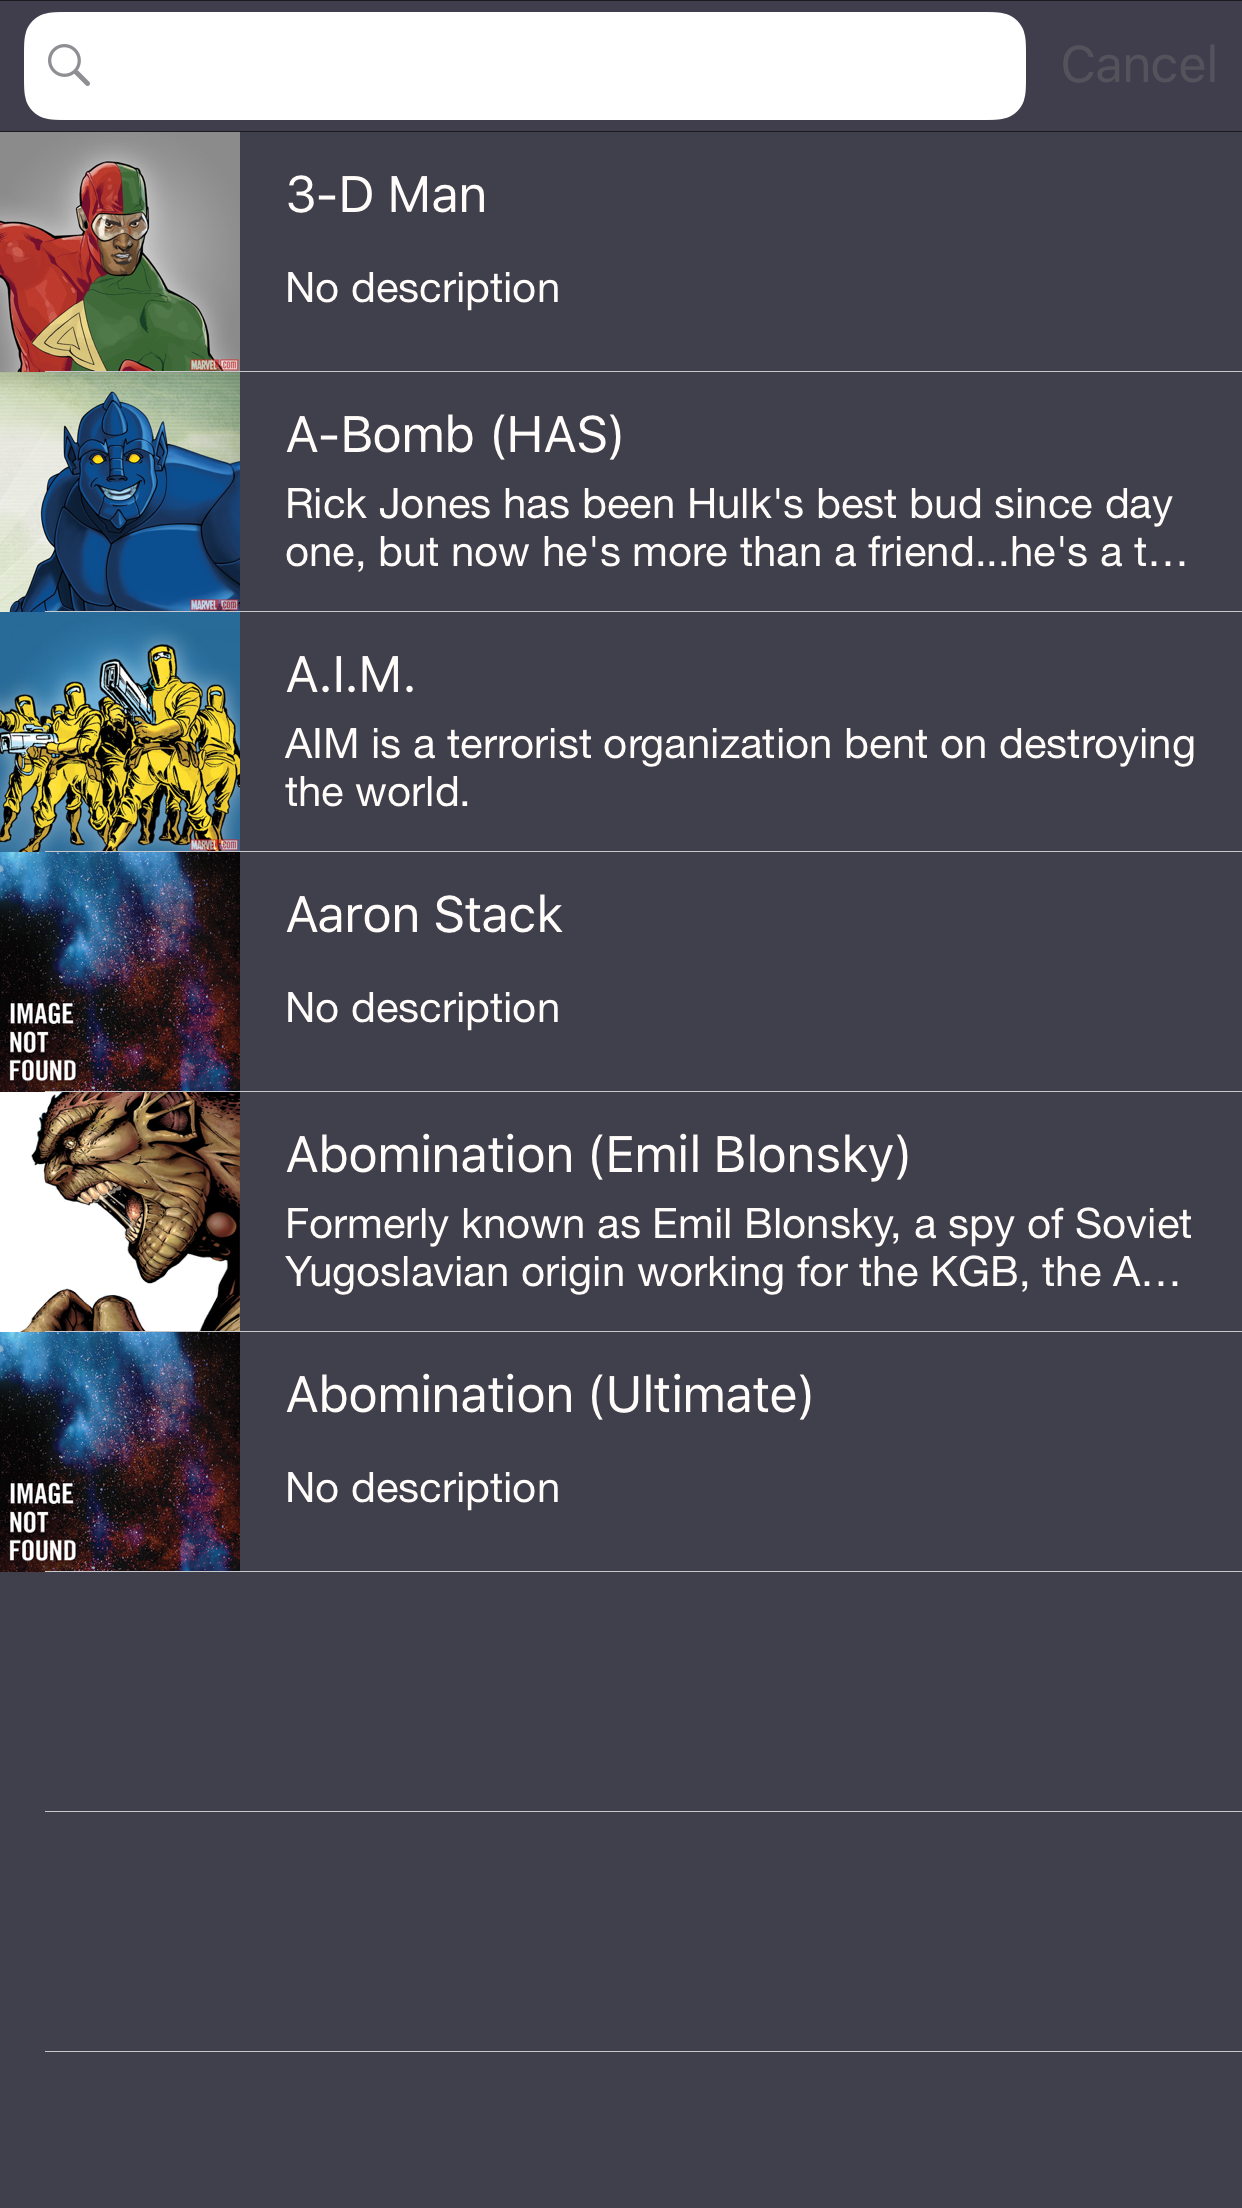 Cancel
3-D Man
No description
MARVEL.COM
A-Bomb (HAS)
Rick Jones has been Hulk's best bud since day
one, but now he's more than a friend...he's a t…
MARVEL.COM
A.I.M.
AIM is a terrorist organization bent on destroying
the world.
MARVEL.COM
Aaron Stack
No description
IMAGE
NOT
FOUND
Abomination (Emil Blonsky)
Formerly known as Emil Blonsky, a spy of Soviet
Yugoslavian origin working for the KGB, the A…
Abomination (Ultimate)
No description
IMAGE
NOT
FOUND